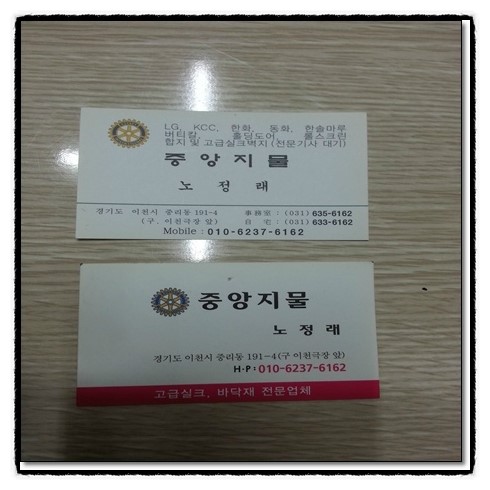 LG, KCC, 한화, 동화, 한솔마루
버티칼, 홀딩도어, 롤스크린
합지 및 고급실크벽지 (전문기사 대기)
중앙지물
노 정 래
경기도 이천시 중리동 191-4 事務室 : (031) 635-6162
(구. 이천극장 앞) 自 宅 : (031) 633-6162
Mobile : 010-6237-6162
중앙지물
노 정 래
경기도 이천시 중리동 191-4 (구 이천극장 앞)
H·P : 010-6237-6162
고급실크, 바닥재 전문업체